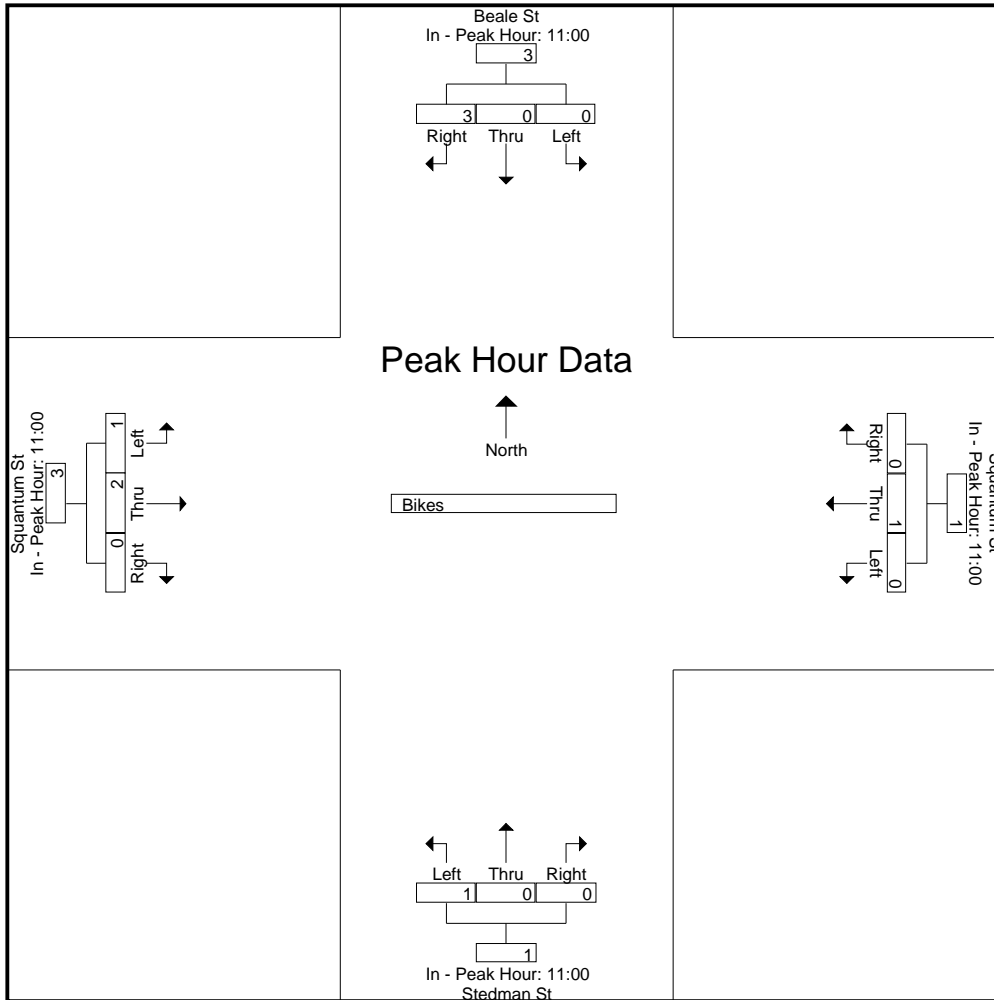 Beale St
In - Peak Hour: 11:00
3
3 0 0
Right Thru Left
Peak Hour Data
North
Bikes
Squantum St
In - Peak Hour: 11:00
3
1 2 0
Left Thru Right
Squantum St
In - Peak Hour: 11:00
1
0 1 0
Right Thru Left
Left Thru Right
1 0 0
1
In - Peak Hour: 11:00
Stedman St